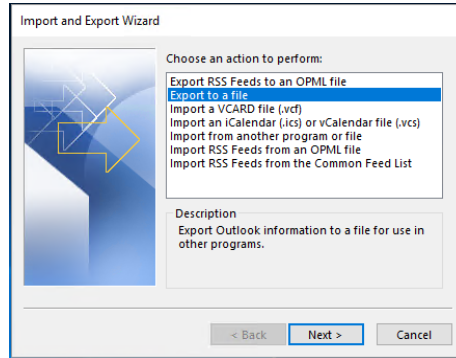 Import and Export Wizard
Choose an action to perform:
Export RSS Feeds to an OPML file
Export to a file
Import a VCARD file (.vcf)
Import an iCalendar (.ics) or vCalendar file (.vcs)
Import from another program or file
Import RSS Feeds from an OPML file
Import RSS Feeds from the Common Feed List
Description
Export Outlook information to a file for use in
other programs.
< Back
Next >
Cancel